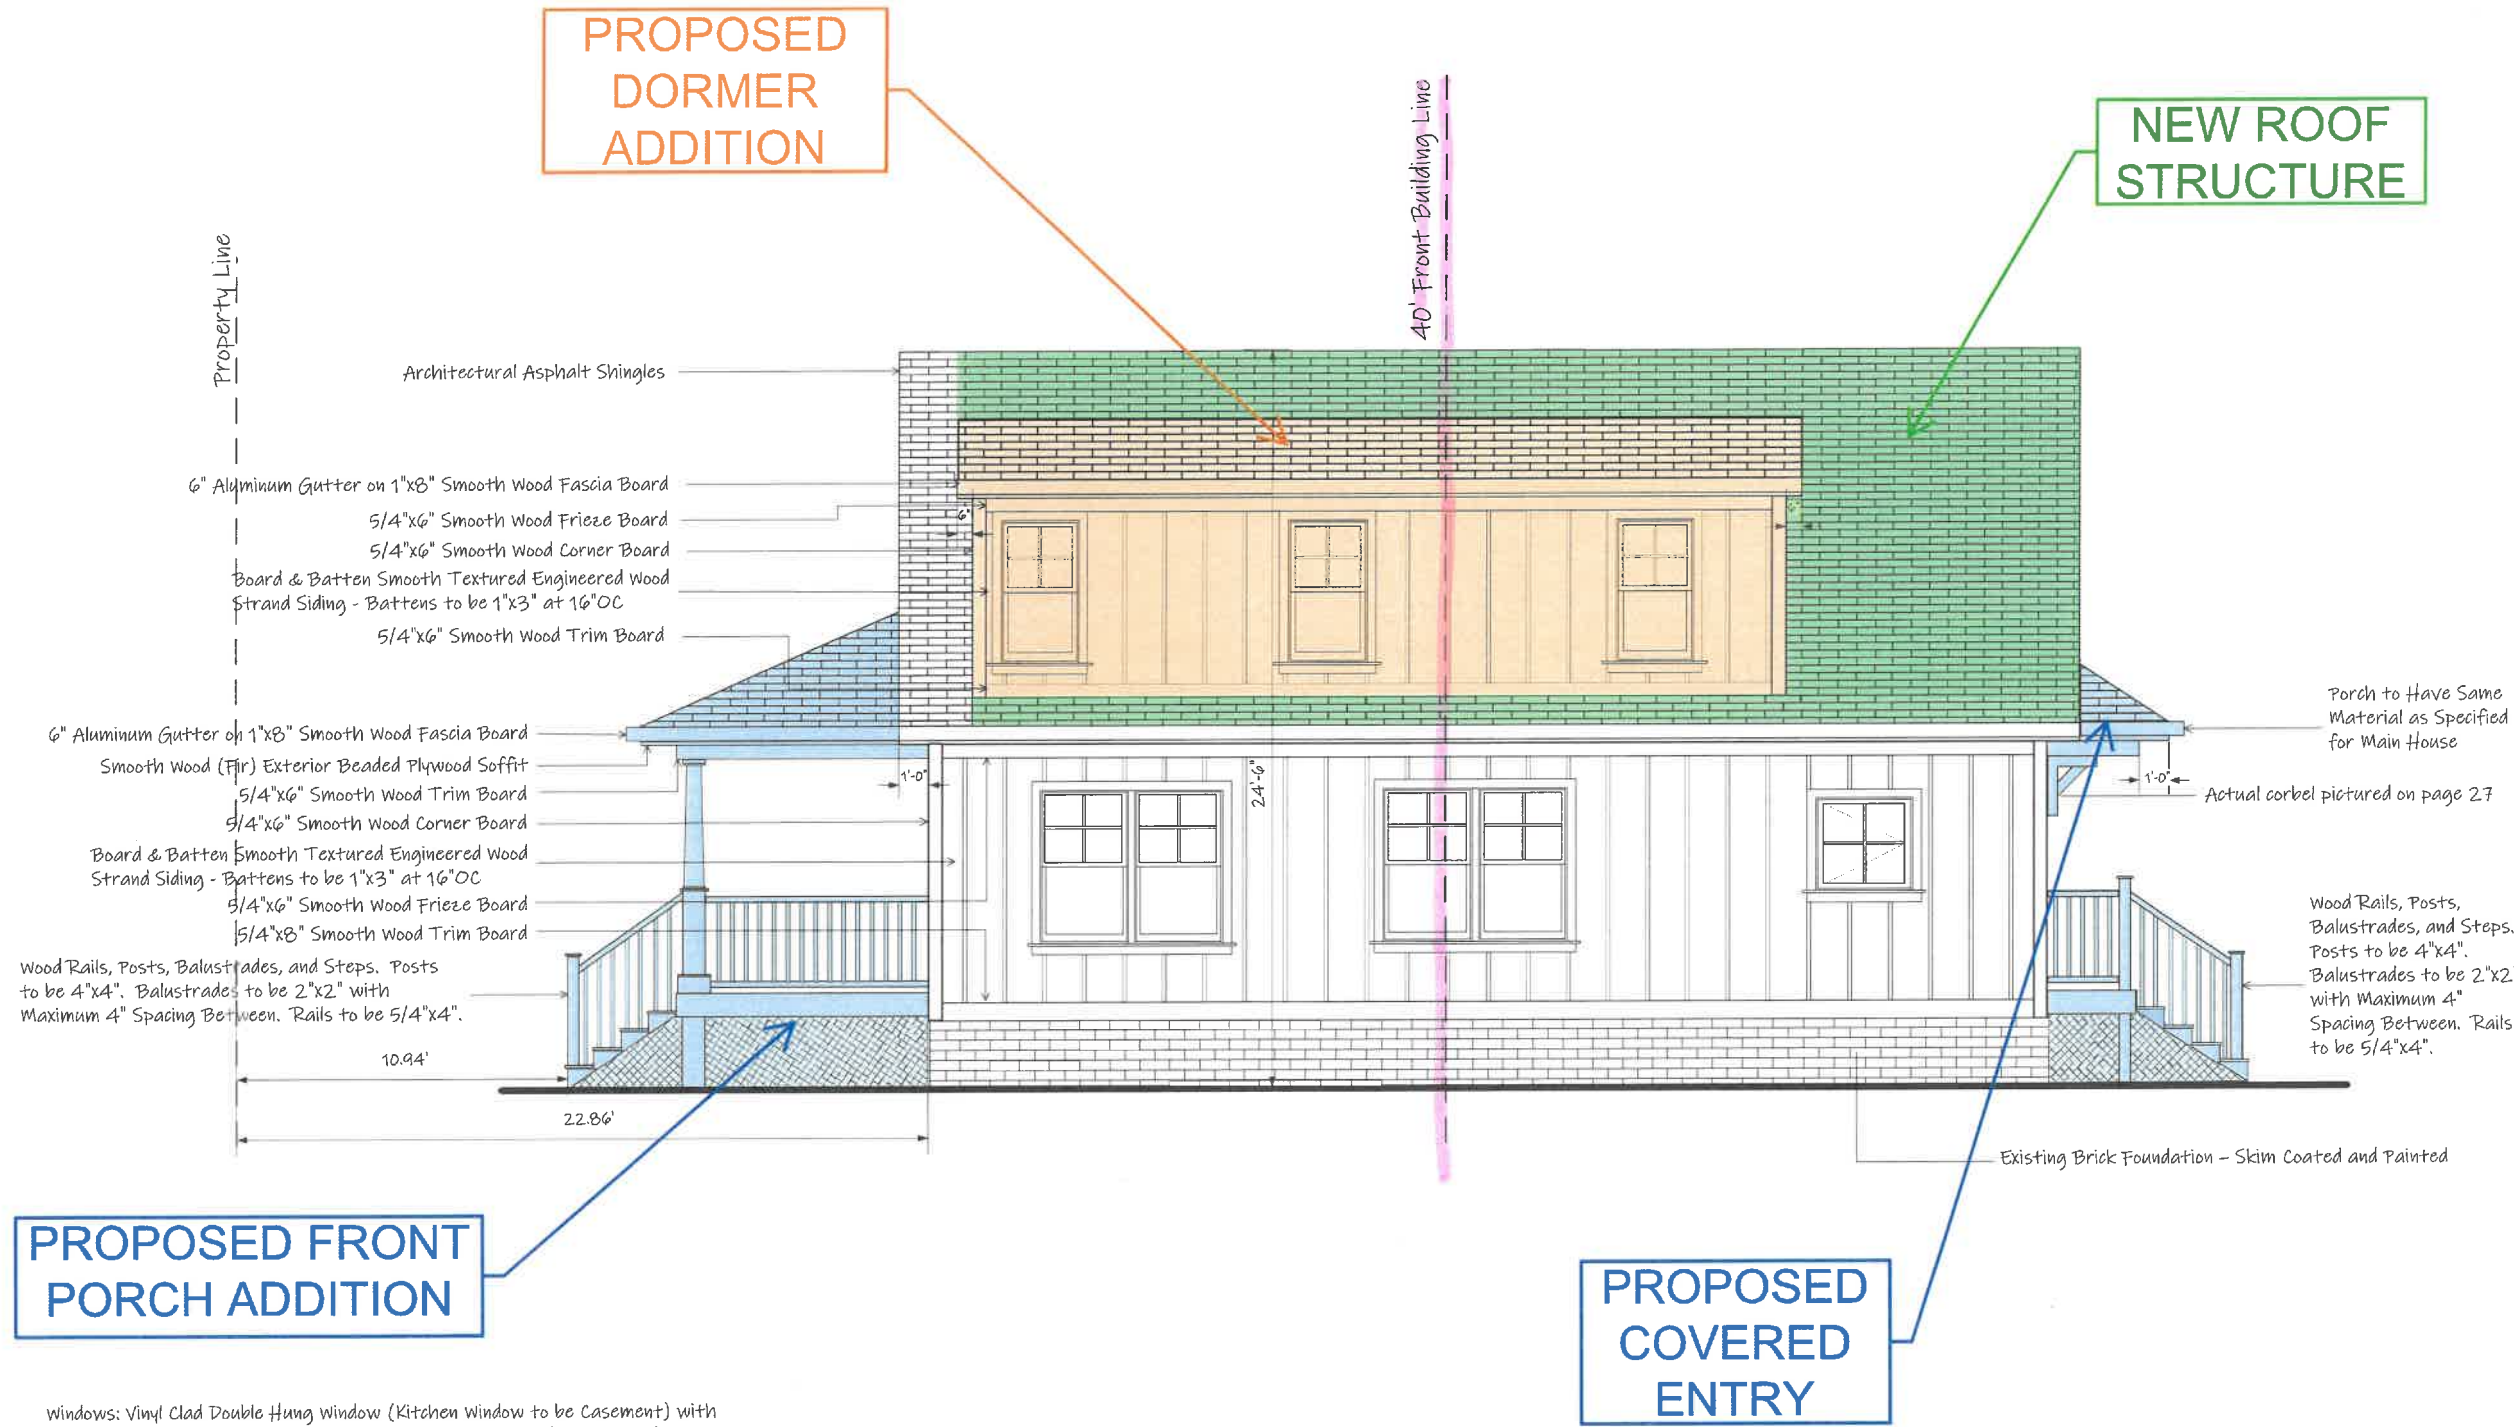 PROPOSED
DORMER
ADDITION
40' Front Building Line
NEW ROOF
STRUCTURE
Property Line
Architectural Asphalt Shingles
6" Aluminum Gutter on 1"x8" Smooth Wood Fascia Board
5/4"x6" Smooth Wood Frieze Board
5/4"x6" Smooth Wood Corner Board
Board & Batten Smooth Textured Engineered Wood
Strand Siding - Battens to be 1"x3" at 16"OC
5/4"x6" Smooth Wood Trim Board
6"
6" Aluminum Gutter on 1"x8" Smooth Wood Fascia Board
Smooth Wood (Fir) Exterior Beaded Plywood Soffit
5/4"x6" Smooth Wood Trim Board
5/4"x6" Smooth Wood Corner Board
Board & Batten Smooth Textured Engineered Wood
Strand Siding - Battens to be 1"x3" at 16"OC
5/4"x6" Smooth Wood Frieze Board
5/4"x8" Smooth Wood Trim Board
Wood Rails, Posts, Balustrades, and Steps. Posts
to be 4"x4". Balustrades to be 2"x2" with
Maximum 4" Spacing Between. Rails to be 5/4"x4".
1'-0"
24'-6"
Porch to Have Same
Material as Specified
for Main House
1'-0"
Actual corbel pictured on page 27
Wood Rails, Posts,
Balustrades, and Steps.
Posts to be 4"x4".
Balustrades to be 2"x2
with Maximum 4"
Spacing Between. Rails
to be 5/4"x4".
10.94'
22.86'
Existing Brick Foundation - Skim Coated and Painted
PROPOSED FRONT
PORCH ADDITION
PROPOSED
COVERED
ENTRY
Windows: Vinyl Clad Double Hung Window (Kitchen Window to be Casement) with